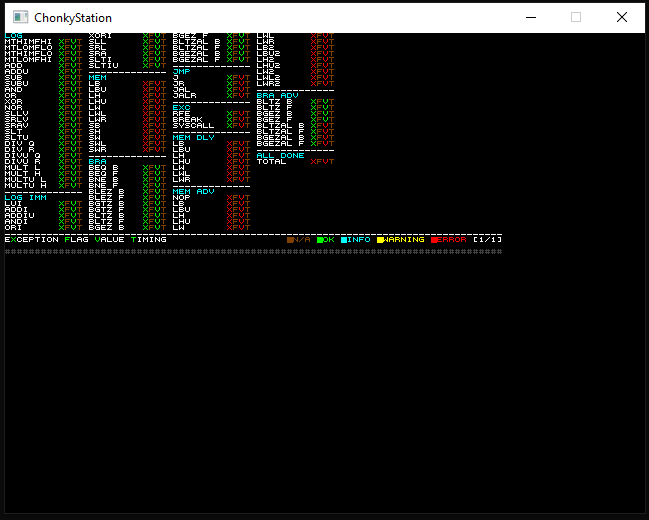 ChonkyStation
LOG
MTHIMFHI XFVT
MTLOMFLO XFVT
MTHIMFLO XFVT
MTLOMFHI XFVT
ADD XFVT
ADDU XFVT
SUB XFVT
SUBU XFVT
AND XFVT
OR XFVT
XOR XFVT
NOR XFVT
SLLV XFVT
SRLV XFVT
SRAV XFVT
SLT XFVT
SLTU XFVT
DIV Q XFVT
DIV R XFVT
DIVU Q XFVT
DIVU R XFVT
MULT L XFVT
MULT H XFVT
MULTU L XFVT
MULTU H XFVT
LOG IMM
LUI XFVT
ADDI XFVT
ADDIU XFVT
ANDI XFVT
ORI XFVT
XORI XFVT
SLL XFVT
SRL XFVT
SRA XFVT
SLTI XFVT
SLTIU XFVT
MEM
LB XFVT
LBU XFVT
LH XFVT
LHU XFVT
LW XFVT
LWL XFVT
LWR XFVT
SB XFVT
SH XFVT
SW XFVT
SWL XFVT
SWR XFVT
BRA
BEQ B XFVT
BEQ F XFVT
BNE B XFVT
BNE F XFVT
BLEZ B XFVT
BLEZ F XFVT
BGTZ B XFVT
BGTZ F XFVT
BLTZ B XFVT
BLTZ F XFVT
BGEZ B XFVT
BGEZ F XFVT
BLTZAL B XFVT
BLTZAL F XFVT
BGEZAL B XFVT
BGEZAL F XFVT
JMP
J XFVT
JR XFVT
JAL XFVT
JALR XFVT
EXC
RFE XFVT
BREAK XFVT
SYSCALL XFVT
MEM DLY
LB XFVT
LBU XFVT
LH XFVT
LHU XFVT
LW XFVT
LWL XFVT
LWR XFVT
MEM ADV
NOP XFVT
LB XFVT
LBU XFVT
LH XFVT
LHU XFVT
LW XFVT
LWL XFVT
LWR XFVT
LB2 XFVT
LBU2 XFVT
LH2 XFVT
LHU2 XFVT
LW2 XFVT
LWL2 XFVT
LWR2 XFVT
BRA ADV
BLTZ B XFVT
BLTZ F XFVT
BGEZ B XFVT
BGEZ F XFVT
BLTZAL B XFVT
BLTZAL F XFVT
BGEZAL B XFVT
BGEZAL F XFVT
ALL DONE
TOTAL XFVT
EXCEPTION FLAG VALUE TIMING N/A OK INFO WARNING ERROR [1/1]